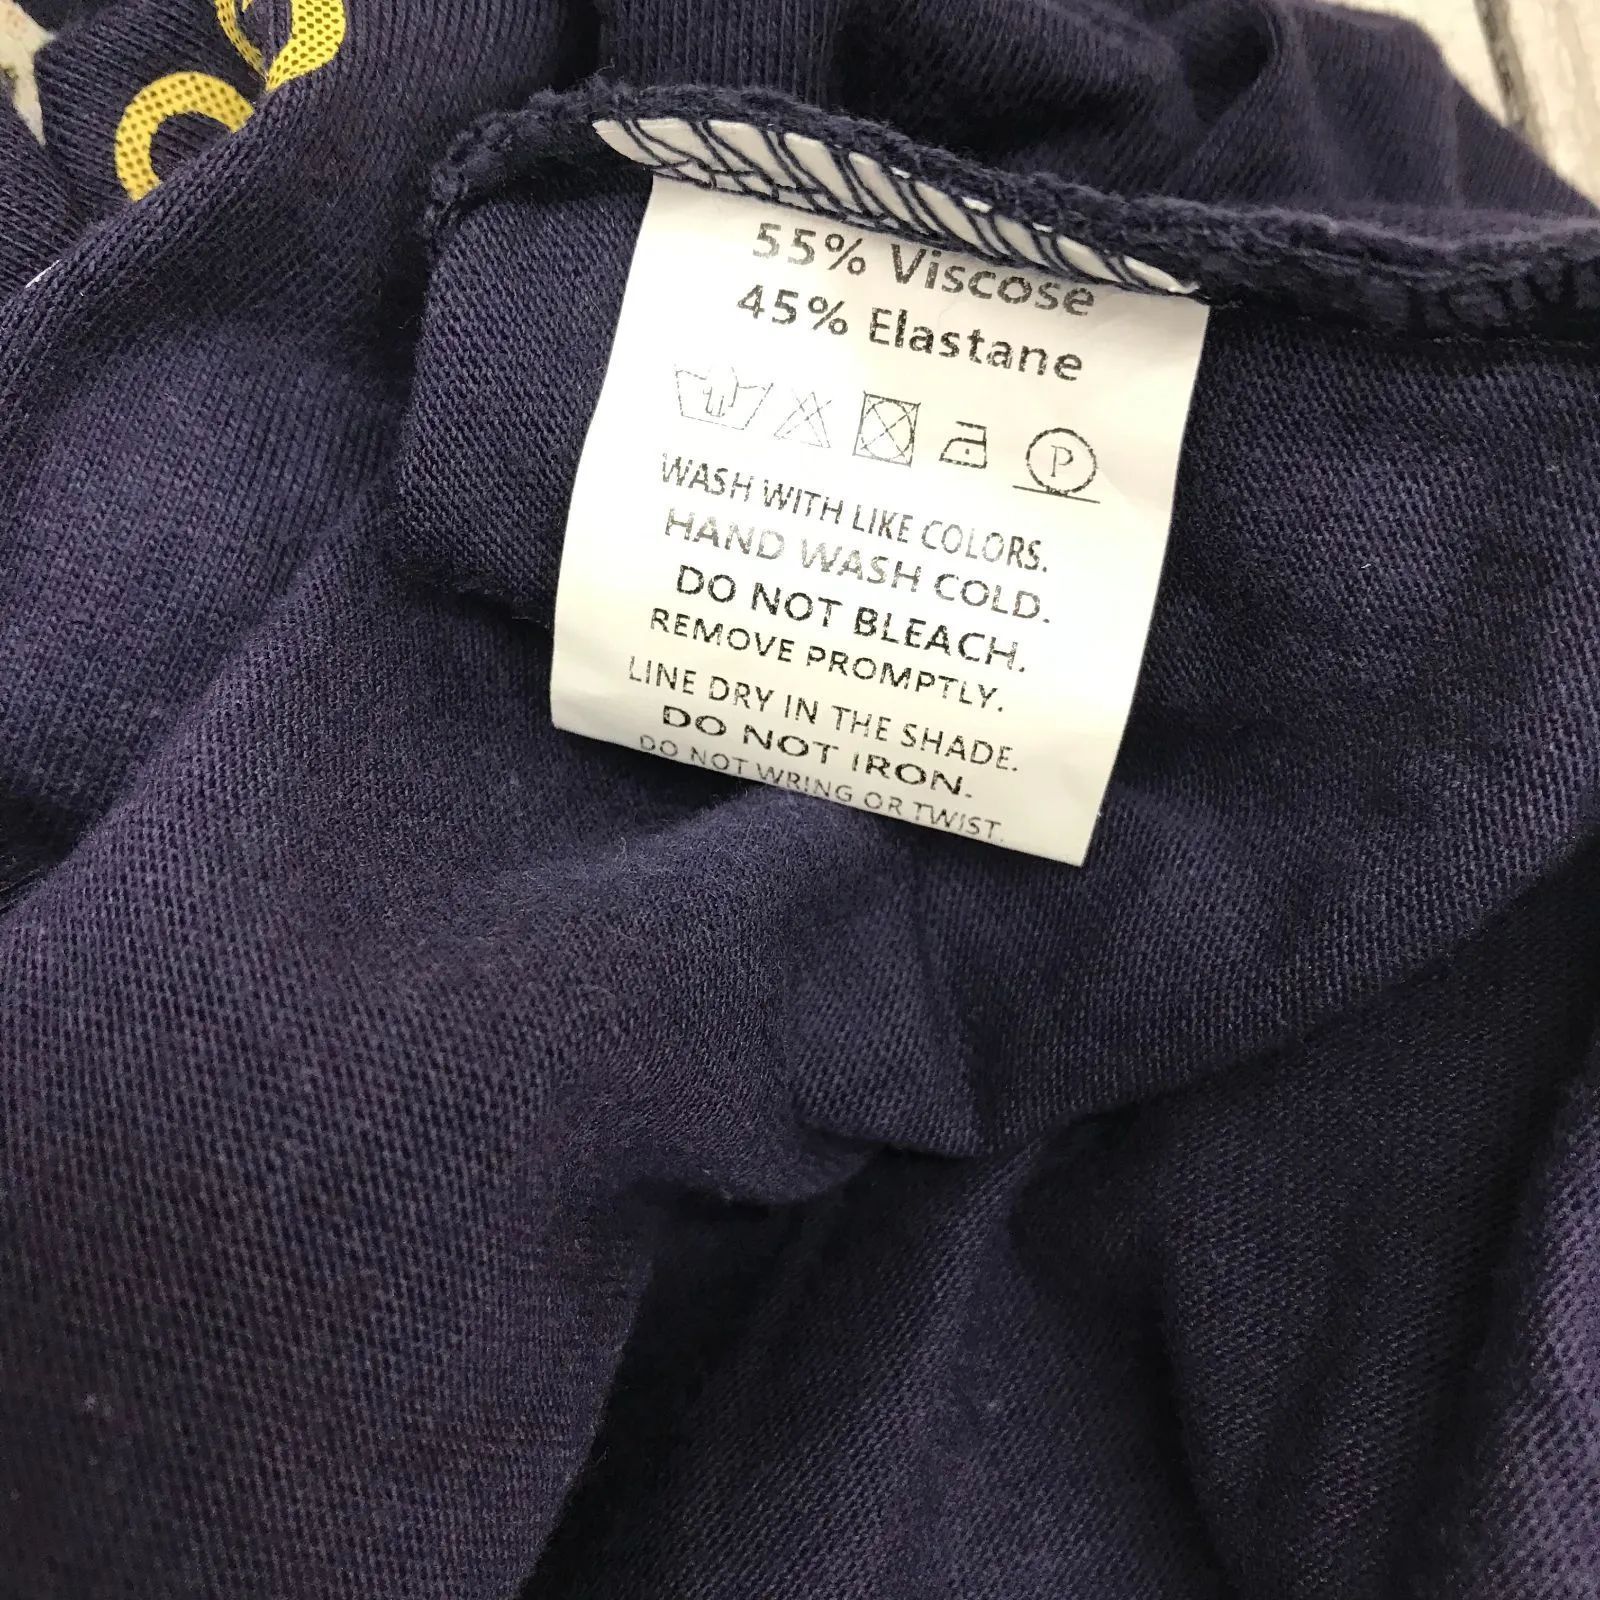 55% Viscose
45% Elastane
P
WASH WITH LIKE COLORS.
HAND WASH COLD.
DO NOT BLEACH.
REMOVE PROMPTLY.
LINE DRY IN THE SHADE.
DO NOT IRON.
DO NOT WRING OR TWIST.